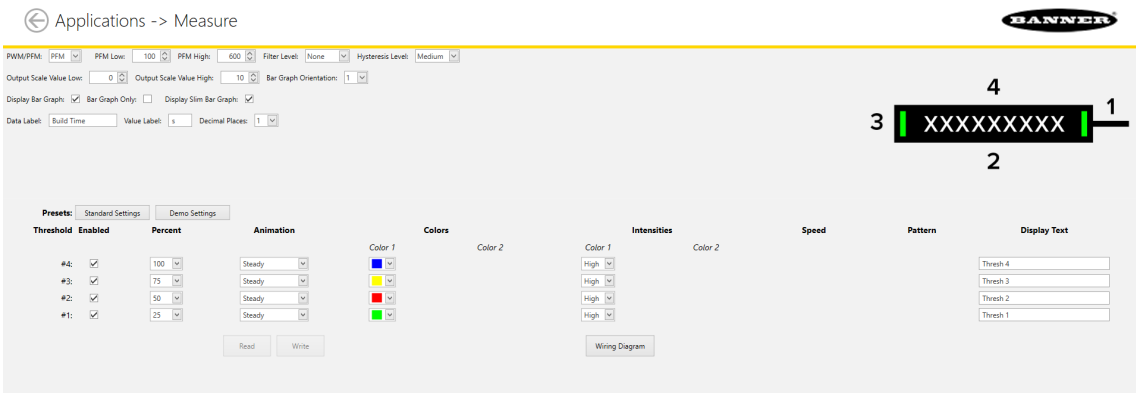 Applications -> Measure
BANNER
PWM/PFM: PFM PFM Low: 100 PFM High: 600 Filter Level: None Hysteresis Level: Medium
Output Scale Value Low: 0 Output Scale Value High: 10 Bar Graph Orientation: 1
Display Bar Graph: Bar Graph Only: Display Slim Bar Graph:
Data Label: Build Time Value Label: s Decimal Places: 1
4
3 XXXXXXXXX 1
2
Presets: Standard Settings Demo Settings
Threshold Enabled Percent Animation Colors Intensities Speed Pattern Display Text
Color 1 Color 2 Color 1 Color 2
#4: 100 Steady High Thresh 4
#3: 75 Steady High Thresh 3
#2: 50 Steady High Thresh 2
#1: 25 Steady High Thresh 1
Read Write Wiring Diagram